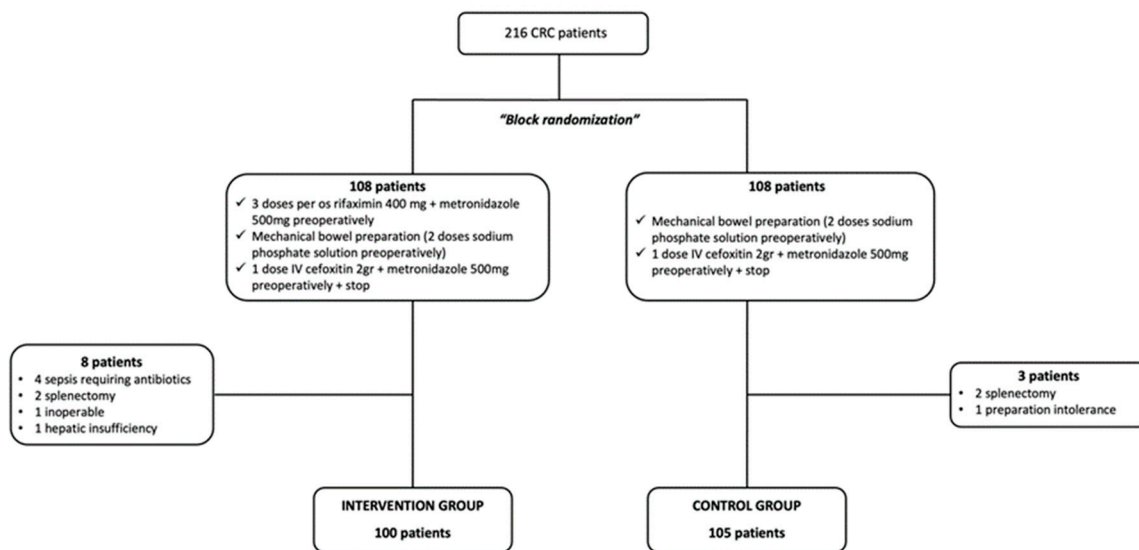 216 CRC patients
“Block randomization”
108 patients
✓ 3 doses per os rifaximin 400 mg + metronidazole
500mg preoperatively
✓ Mechanical bowel preparation (2 doses sodium
phosphate solution preoperatively)
✓ 1 dose IV cefoxitin 2gr + metronidazole 500mg
preoperatively + stop
108 patients
✓ Mechanical bowel preparation (2 doses sodium
phosphate solution preoperatively)
✓ 1 dose IV cefoxitin 2gr + metronidazole 500mg
preoperatively + stop
8 patients
• 4 sepsis requiring antibiotics
• 2 splenectomy
• 1 inoperable
• 1 hepatic insufficiency
3 patients
• 2 splenectomy
• 1 preparation intolerance
INTERVENTION GROUP
100 patients
CONTROL GROUP
105 patients